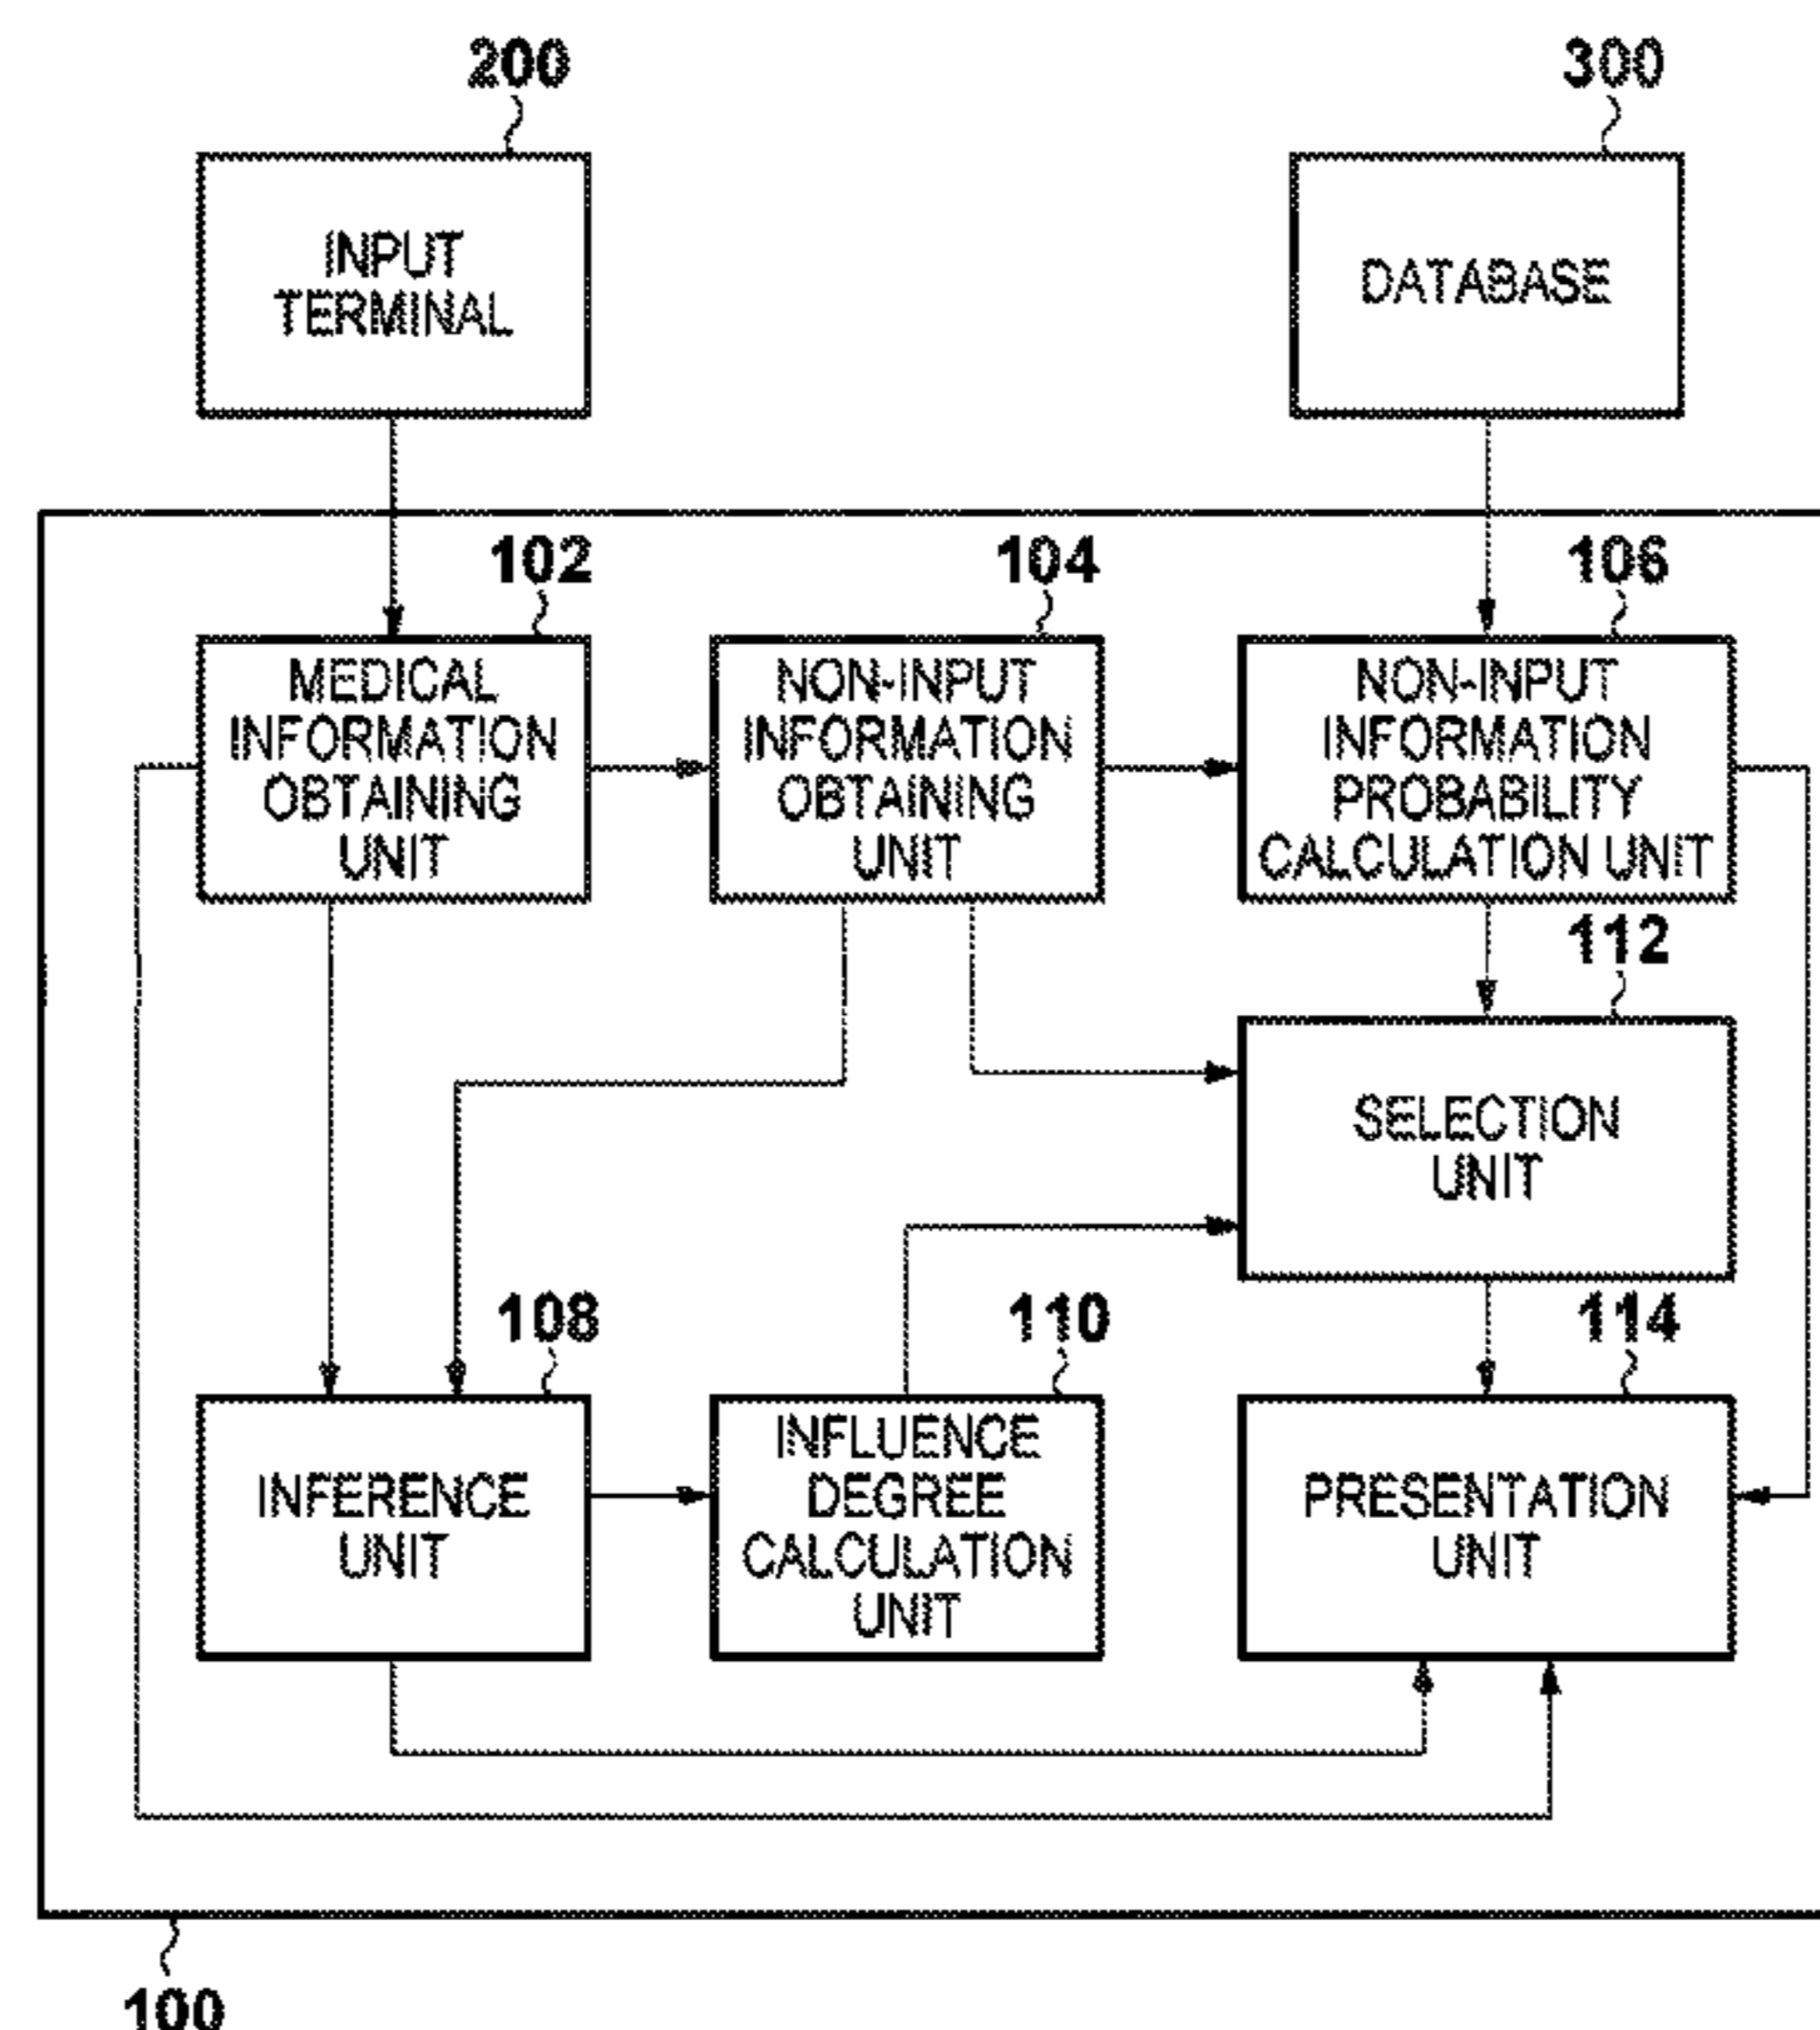 200
300
INPUT
TERMINAL
DATABASE
102
104
106
MEDICAL
INFORMATION
OBTAINING
UNIT
NON-INPUT
INFORMATION
OBTAINING
UNIT
NON-INPUT
INFORMATION
PROBABILITY
CALCULATION UNIT
112
SELECTION
UNIT
108
110
114
INFERENCE
UNIT
INFLUENCE
DEGREE
CALCULATION
UNIT
PRESENTATION
UNIT
100